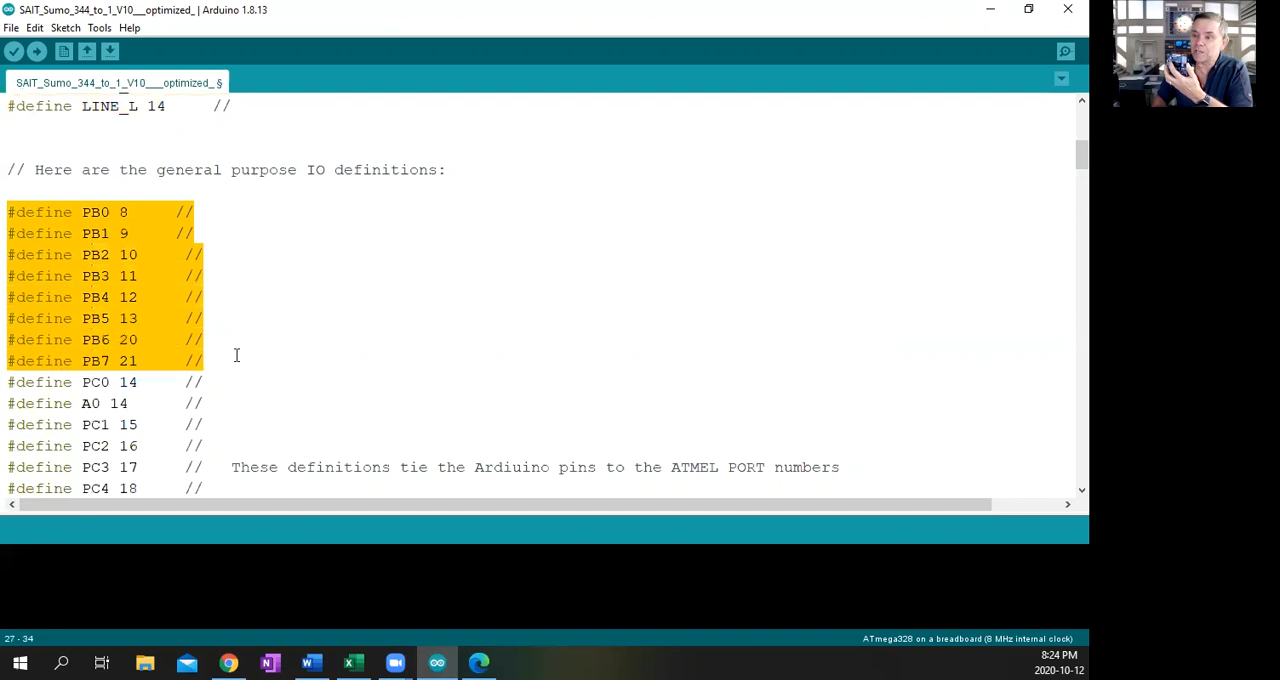 SAIT_Sumo_344_to_1_V10___optimized_ | Arduino 1.8.13
File Edit Sketch Tools Help
SAIT_Sumo_344_to_1_V10___optimized_ §
#define LINE_L 14 //
// Here are the general purpose IO definitions:
#define PB0 8 //
#define PB1 9 //
#define PB2 10 //
#define PB3 11 //
#define PB4 12 //
#define PB5 13 //
#define PB6 20 //
#define PB7 21 //
#define PC0 14 //
#define A0 14 //
#define PC1 15 //
#define PC2 16 //
#define PC3 17 // These definitions tie the Ardiuino pins to the ATMEL PORT numbers
#define PC4 18 //
27 - 34
ATmega328 on a breadboard (8 MHz internal clock)
8:24 PM
2020-10-12